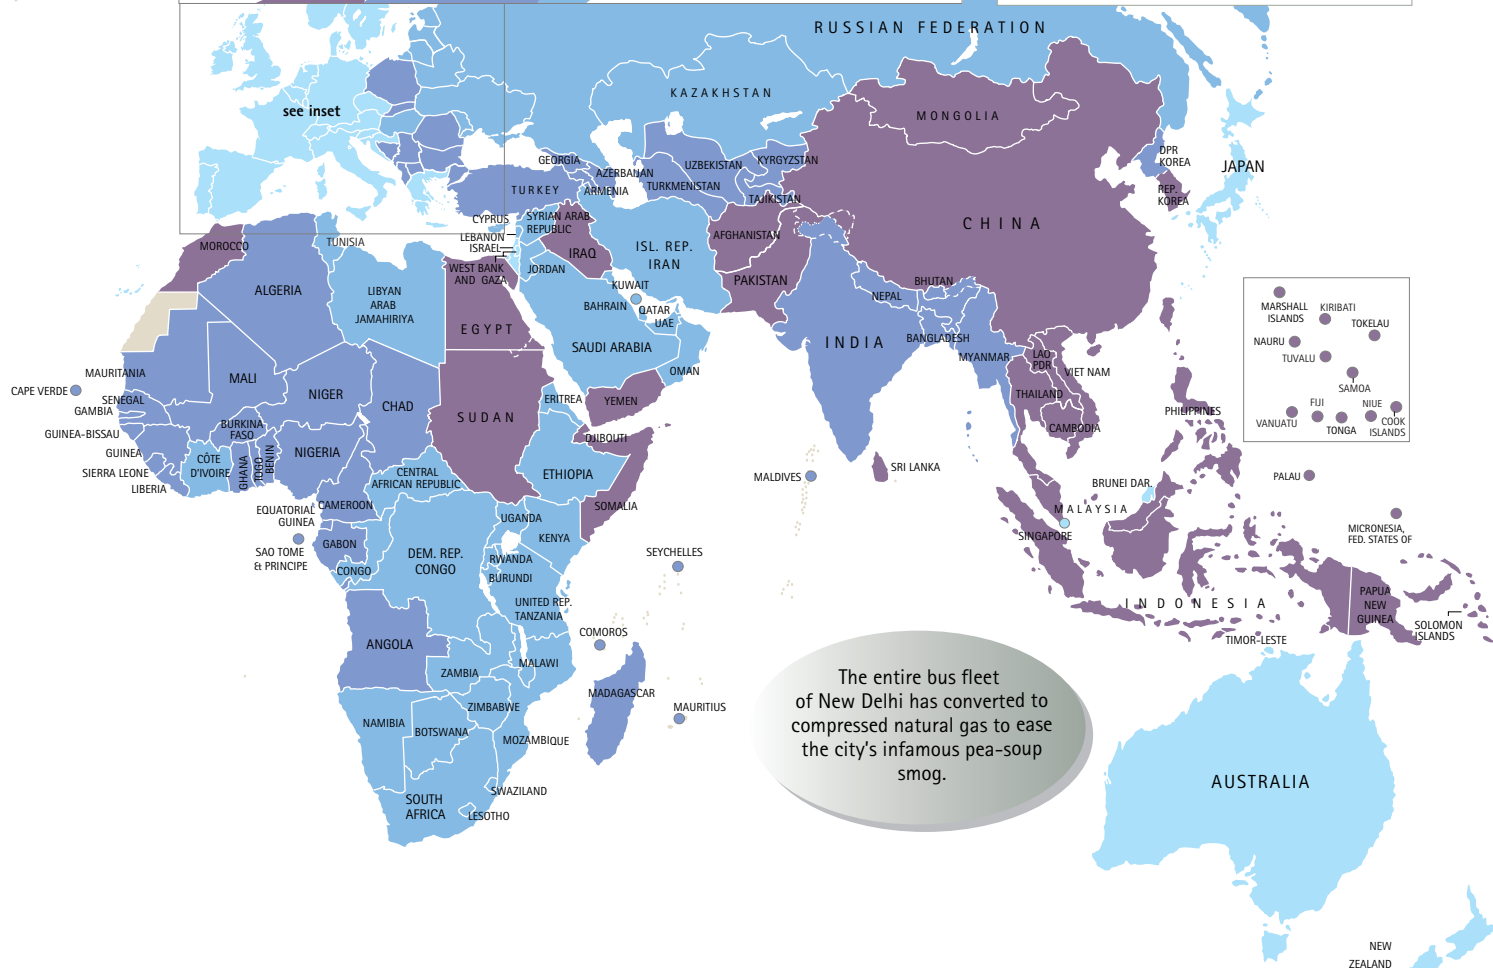 RUSSIAN FEDERATION
see inset
KAZAKHSTAN
MONGOLIA
DPR
KOREA
JAPAN
REP.
KOREA
GEORGIA
AZERBAIJAN
ARMENIA
UZBEKISTAN
KYRGYZSTAN
TURKMENISTAN
TAJIKISTAN
TURKEY
CHINA
CYPRUS
SYRIAN ARAB
REPUBLIC
LEBANON
ISRAEL
AFGHANISTAN
MOROCCO
TUNISIA
IRAQ
ISL. REP.
IRAN
WEST BANK
AND GAZA
JORDAN
PAKISTAN
BHUTAN
NEPAL
KUWAIT
BAHRAIN
QATAR
UAE
ALGERIA
LIBYAN
ARAB
JAMAHIRIYA
EGYPT
SAUDI ARABIA
INDIA
BANGLADESH
MYANMAR
LAO
PDR
VIET NAM
MARSHALL
ISLANDS
KIRIBATI
TOKELAU
NAURU
TUVALU
SAMOA
FIJI
NIUE
VANUATU
TONGA
COOK
ISLANDS
OMAN
MAURITANIA
CAPE VERDE
MALI
NIGER
CHAD
SUDAN
ERITREA
YEMEN
THAILAND
CAMBODIA
PHILIPPINES
SENEGAL
GAMBIA
GUINEA-BISSAU
BURKINA
FASO
GUINEA
SIERRA LEONE
LIBERIA
CÔTE
D'IVOIRE
GHANA
TOGO
BENIN
NIGERIA
DJIBOUTI
ETHIOPIA
CENTRAL
AFRICAN REPUBLIC
MALDIVES
SRI LANKA
BRUNEI DAR.
PALAU
CAMEROON
EQUATORIAL
GUINEA
SOMALIA
MALAYSIA
SINGAPORE
MICRONESIA,
FED. STATES OF
UGANDA
KENYA
GABON
SAO TOME
& PRINCIPE
CONGO
DEM. REP.
CONGO
RWANDA
BURUNDI
SEYCHELLES
UNITED REP.
TANZANIA
INDONESIA
PAPUA
NEW
GUINEA
SOLOMON
ISLANDS
TIMOR-LESTE
ANGOLA
COMOROS
ZAMBIA
MALAWI
MADAGASCAR
MAURITIUS
NAMIBIA
BOTSWANA
ZIMBABWE
MOZAMBIQUE
SWAZILAND
SOUTH
AFRICA
LESOTHO
The entire bus fleet
of New Delhi has converted to
compressed natural gas to ease
the city's infamous pea-soup
smog.
AUSTRALIA
NEW
ZEALAND